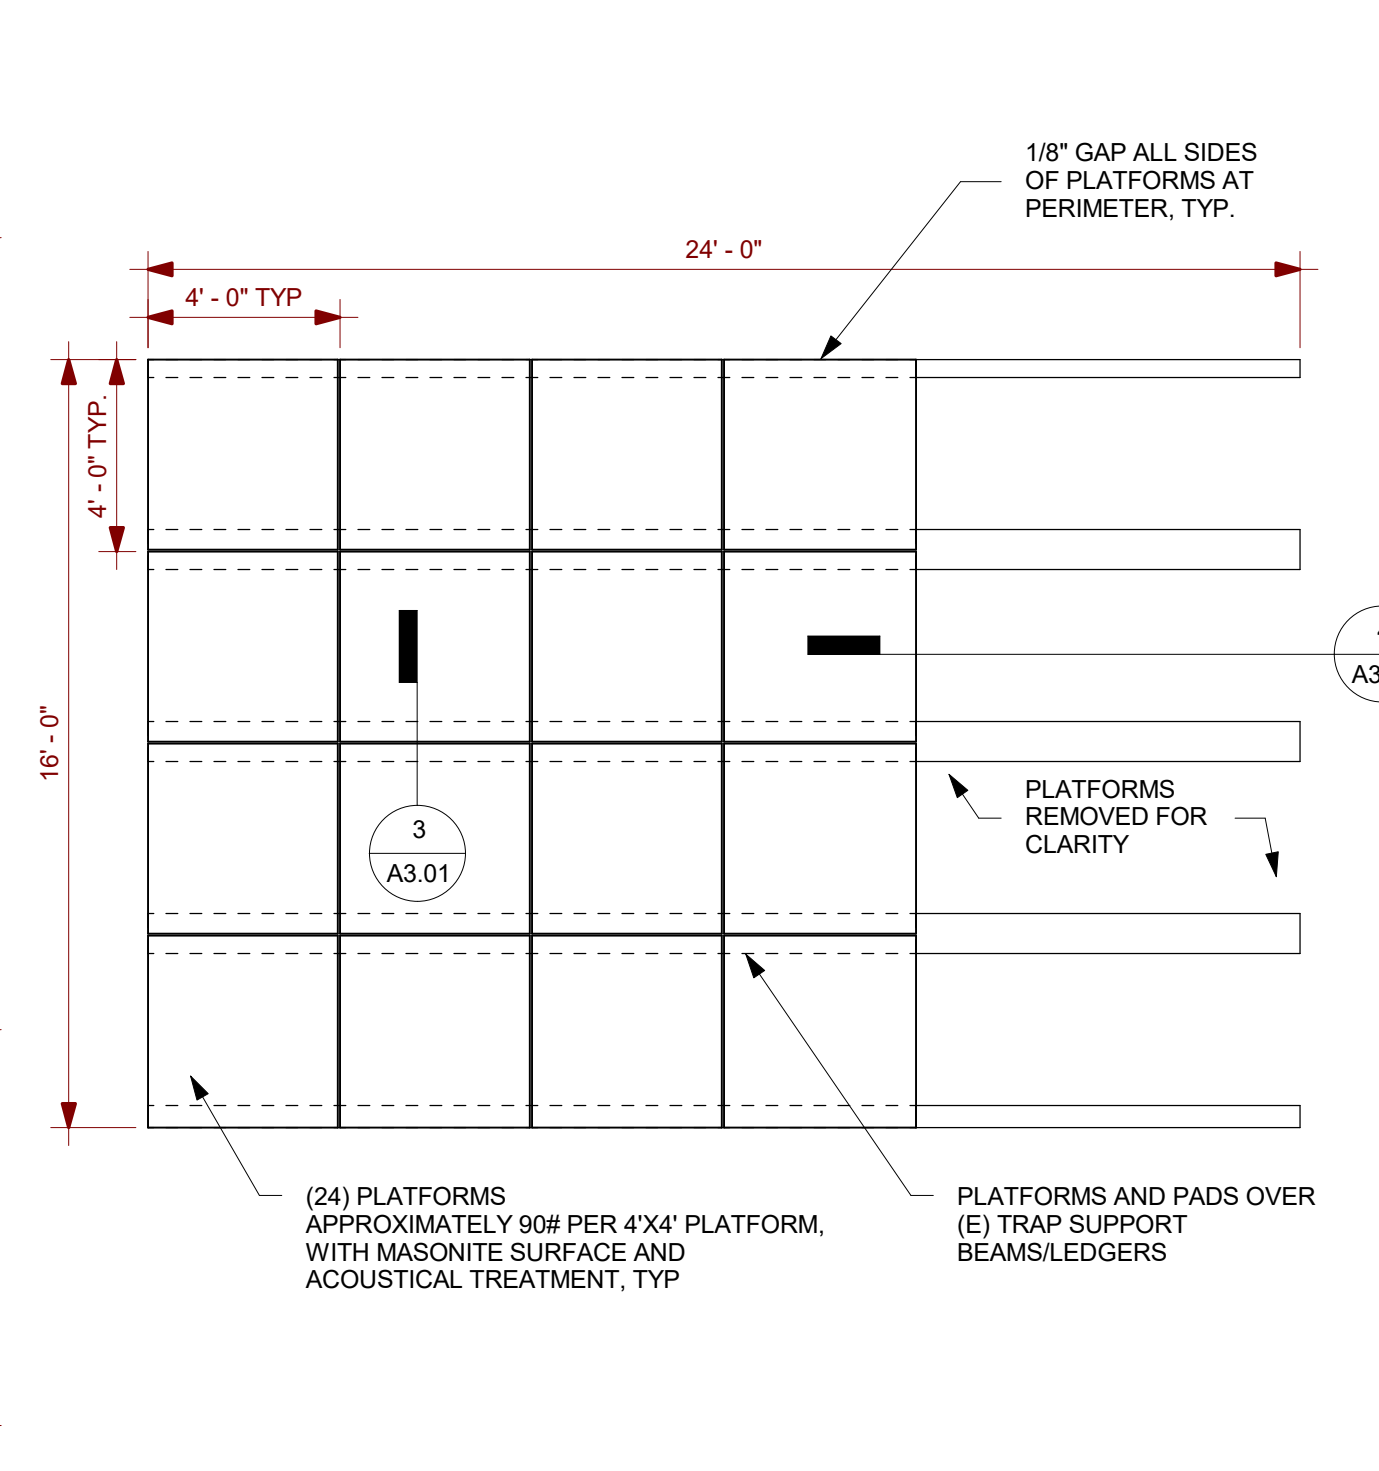 1/8" GAP ALL SIDES
OF PLATFORMS AT
PERIMETER, TYP.
24' - 0"
4' - 0" TYP
4' - 0" TYP.
16' - 0"
3
A3.01
A3
PLATFORMS
REMOVED FOR
CLARITY
(24) PLATFORMS
APPROXIMATELY 90# PER 4'X4' PLATFORM,
WITH MASONITE SURFACE AND
ACOUSTICAL TREATMENT, TYP
PLATFORMS AND PADS OVER
(E) TRAP SUPPORT
BEAMS/LEDGERS